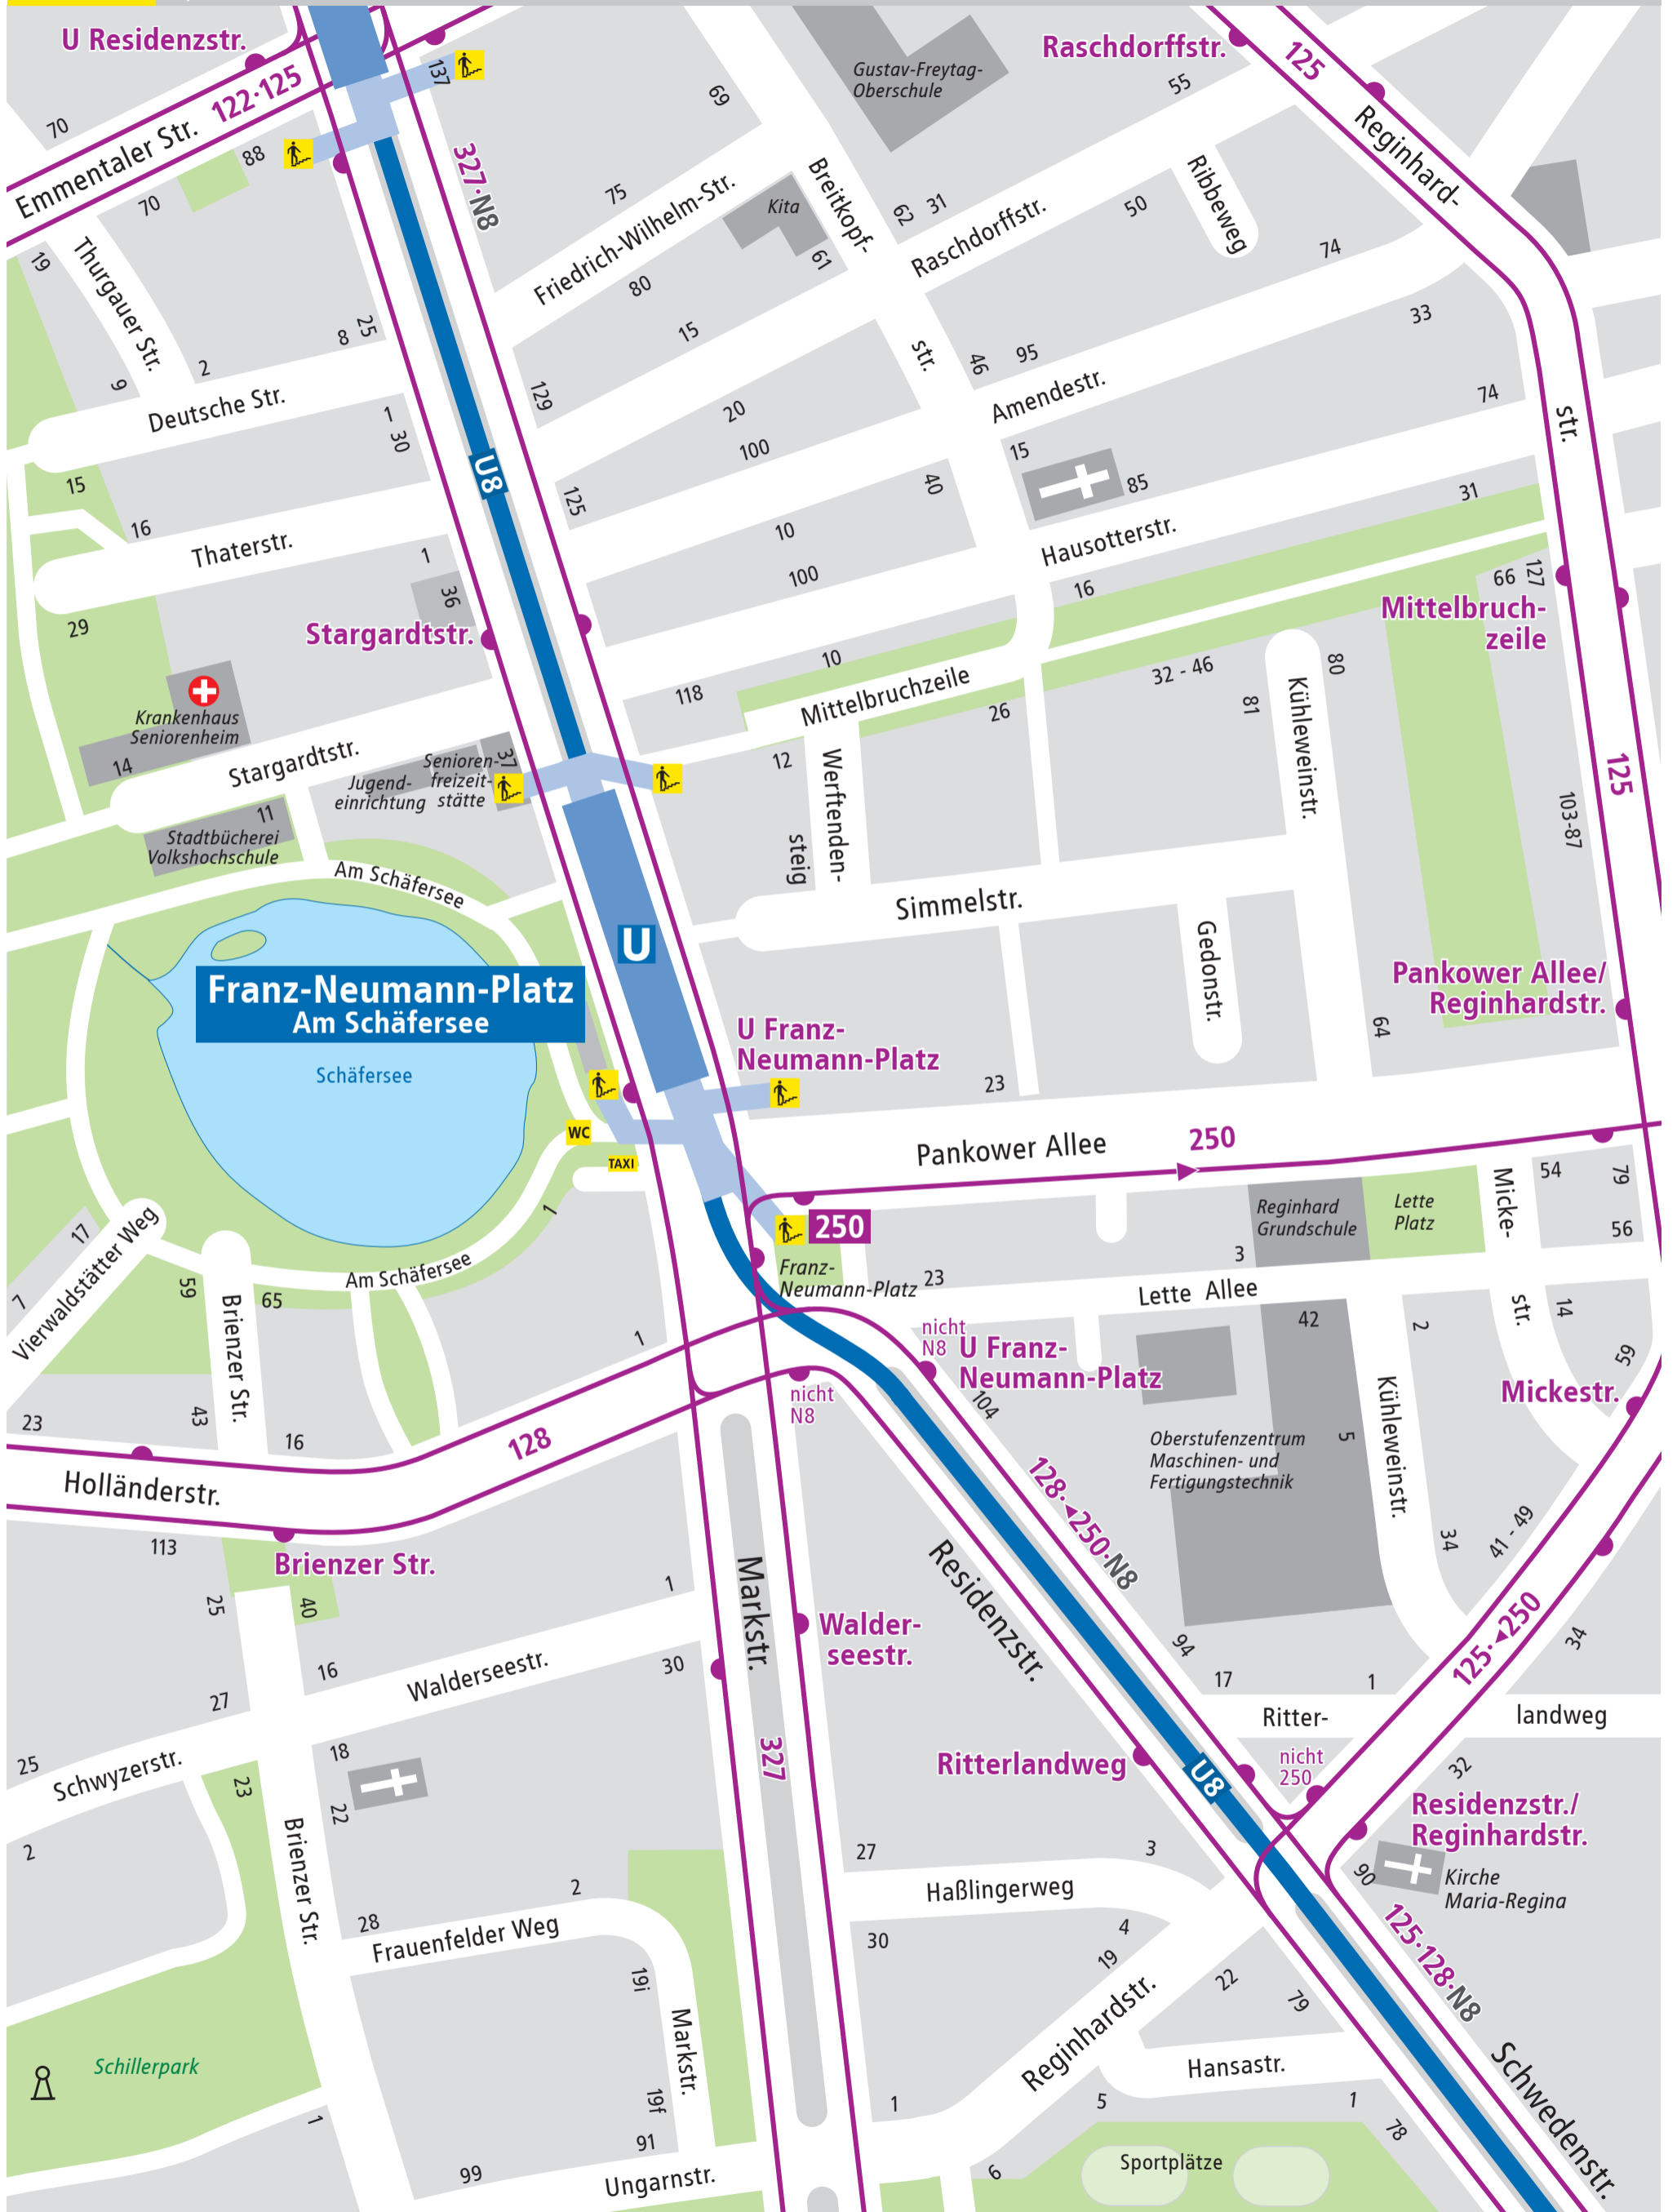 U Residenzstr.
122·125
Emmentaler Str.
70
88
70
137
327·N8
69
Gustav-Freytag-
Oberschule
Raschdorffstr.
125
55
Reginhard-
str.
19
Thurgauer Str.
9
2
8
25
Deutsche Str.
75
Friedrich-Wilhelm-Str.
80
Kita
61
Breitkopf-
str.
62
31
Raschdorffstr.
50
Ribbeweg
74
33
15
46
95
Amendestr.
129
20
100
1
30
U8
15
16
Thaterstr.
1
36
29
125
40
15
85
74
31
Hausotterstr.
10
100
16
66
127
Mittelbruch-
zeile
Stargardtstr.
Krankenhaus
Seniorenheim
14
Stargardtstr.
10
118
Mittelbruchzeile
26
32 - 46
81
80
Kühleweinstr.
125
103-87
37
Senioren-
freizeit-
stätte
Jugend-
einrichtung
11
Stadtbücherei
Volkshochschule
12
Werftenden-
steig
Am Schäfersee
Simmelstr.
U
Gedonstr.
Franz-Neumann-Platz
Am Schäfersee
Schäfersee
U Franz-
Neumann-Platz
Pankower Allee/
Reginhardstr.
64
23
WC
TAXI
Pankower Allee
250
250
Franz-
Neumann-Platz
23
Reginhard
Grundschule
Lette
Platz
Micke-
str.
54
79
56
3
Lette Allee
17
7
Vierwaldstätter Weg
59
Brienzer Str.
65
Am Schäfersee
1
1
43
16
23
nicht
N8
U Franz-
Neumann-Platz
nicht
N8
42
2
14
59
Mickestr.
104
128
Holländerstr.
113
Brienzer Str.
Oberstufenzentrum
Maschinen- und
Fertigungstechnik
5
Kühleweinstr.
34
41 - 49
128·◄250·N8
25
40
1
Markstr.
Walder-
seestr.
Residenzstr.
94
17
1
125·◄250
34
16
Walderseestr.
30
27
25
Schwyzerstr.
2
23
18
22
327
Ritter-
landweg
Ritterlandweg
U8
nicht
250
32
Residenzstr./
Reginhardstr.
90
Kirche
Maria-Regina
Brienzer Str.
27
3
Haßlingerweg
30
4
2
28
Frauenfelder Weg
19i
Markstr.
19f
19
22
79
125·128·N8
Reginhardstr.
Schwedenstr.
Hansastr.
Schillerpark
1
1
5
1
78
91
99
Ungarnstr.
6
Sportplätze